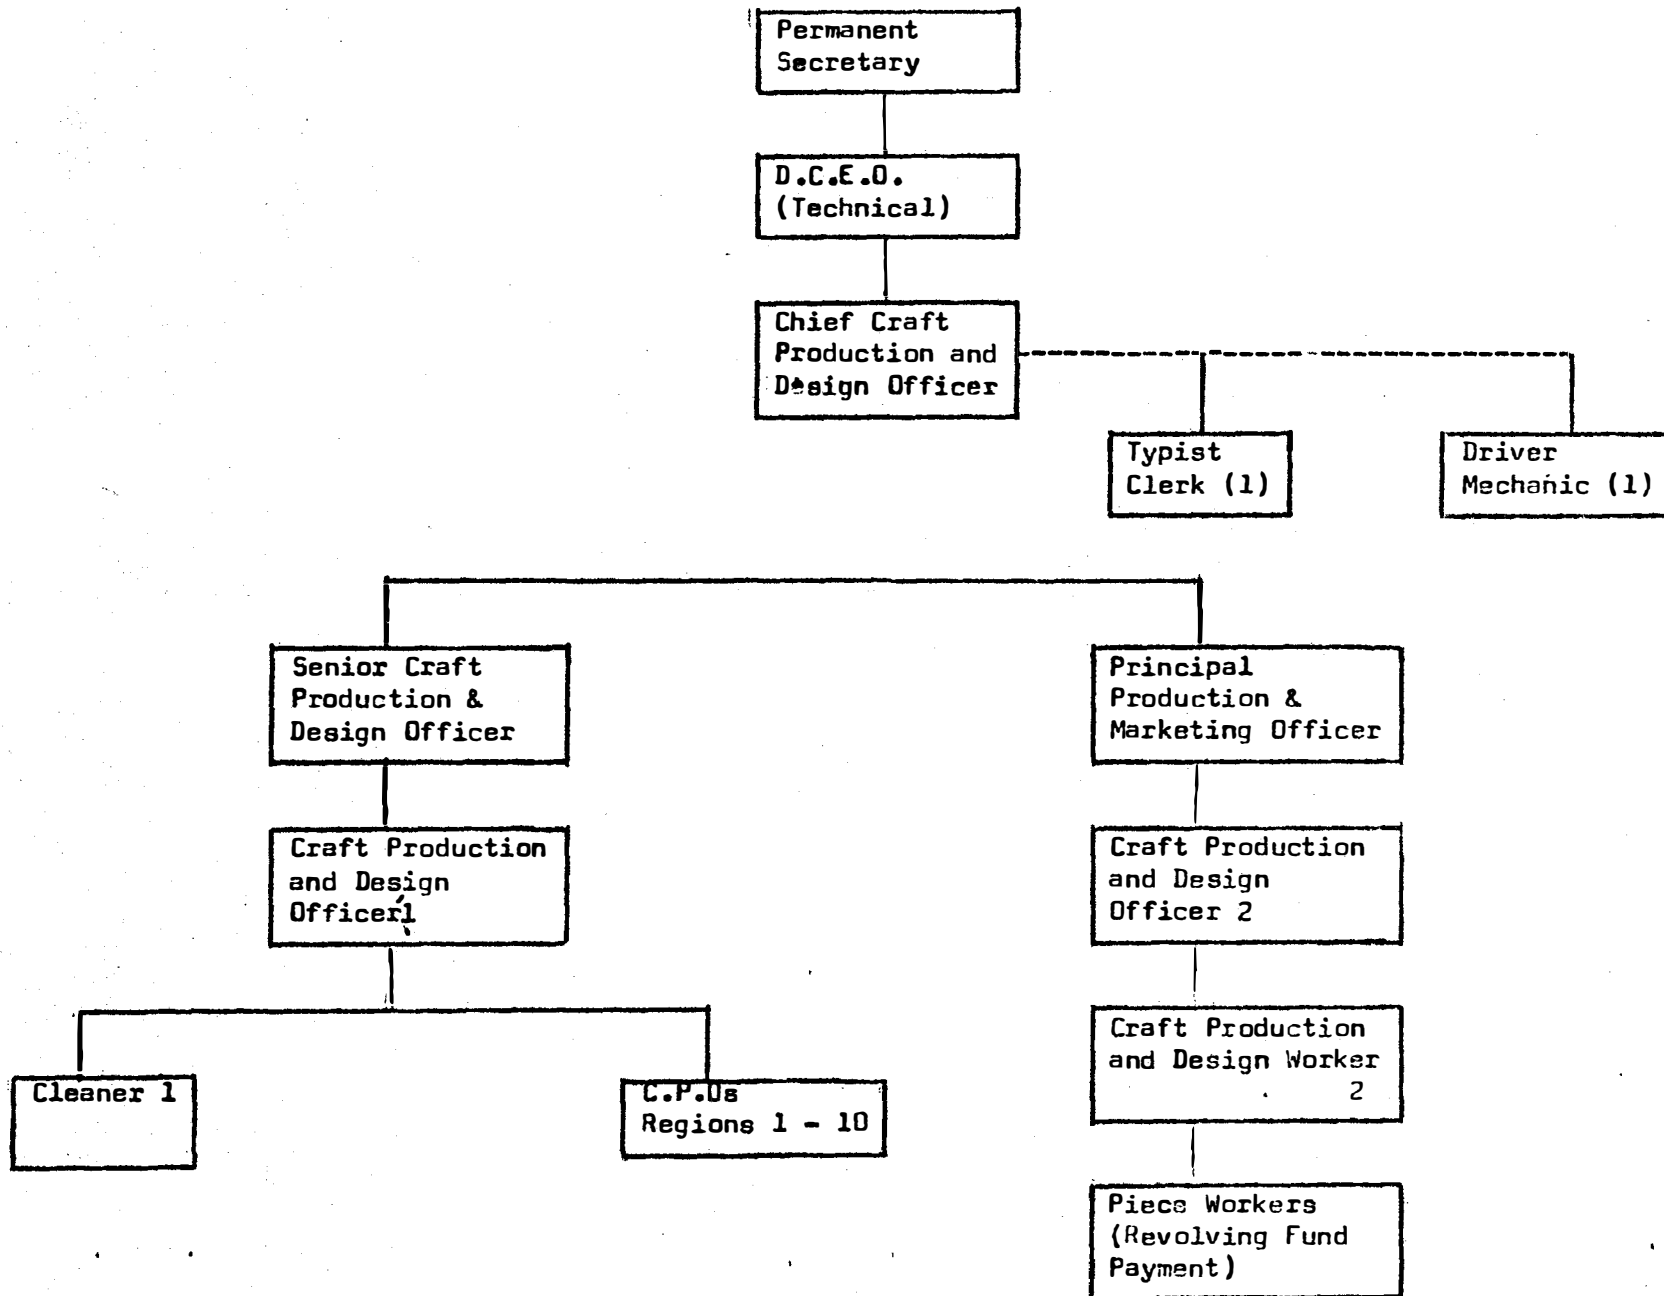 Permanent
Secretary
D.C.E.O.
(Technical)
Chief Craft
Production and
Design Officer
Typist
Clerk (1)
Driver
Mechanic (1)
Senior Craft
Production &
Design Officer
Principal
Production &
Marketing Officer
Craft Production
and Design
Officer 1
Craft Production
and Design
Officer 2
Craft Production
and Design Worker
2
Cleaner 1
C.P.Os
Regions 1 - 10
Piece Workers
(Revolving Fund
Payment)